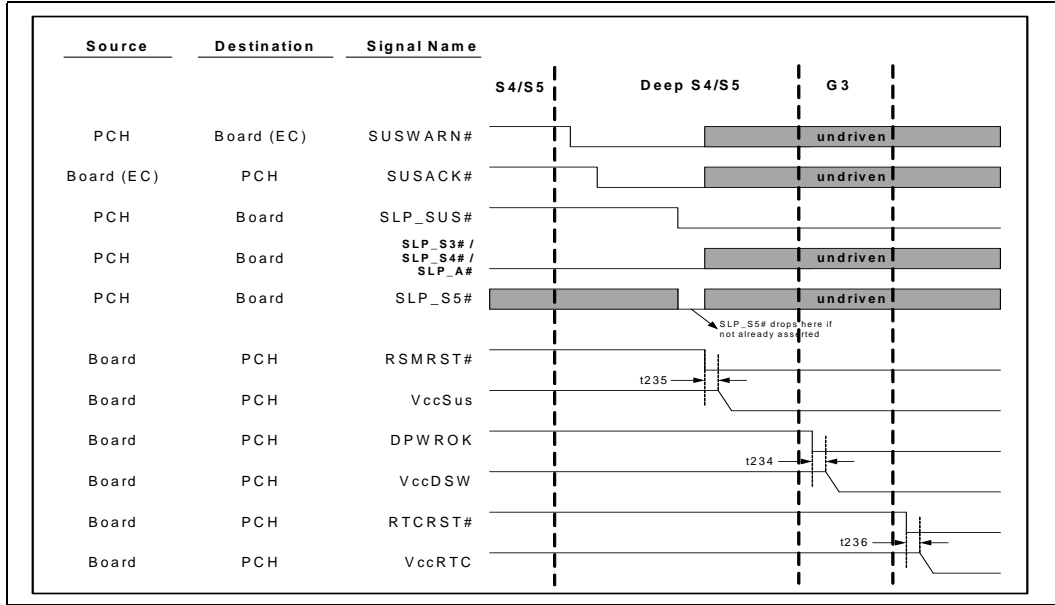 Source Destination Signal Name
S4/S5 Deep S4/S5 G3
PCH Board (EC) SUSWARN# undriven
Board (EC) PCH SUSACK# undriven
PCH Board SLP_SUS#
PCH Board SLP_S3# / SLP_S4# / SLP_A# undriven
PCH Board SLP_S5# undriven
SLP_S5# drops here if
not already asserted
Board PCH RSMRST#
t235
Board PCH VccSus
Board PCH DPWROK
t234
Board PCH VccDSW
Board PCH RTCRST#
t236
Board PCH VccRTC